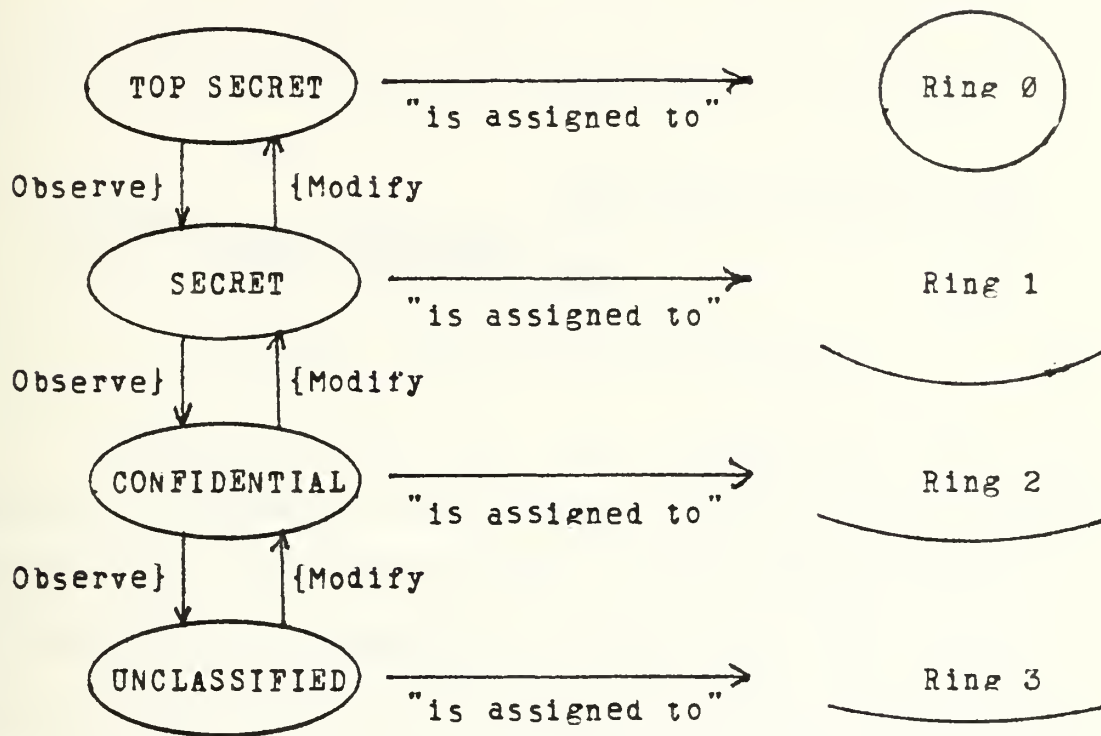 TOP SECRET
"is assigned to"
Ring 0
Observe} {Modify
SECRET
"is assigned to"
Ring 1
Observe} {Modify
CONFIDENTIAL
"is assigned to"
Ring 2
Observe} {Modify
UNCLASSIFIED
"is assigned to"
Ring 3